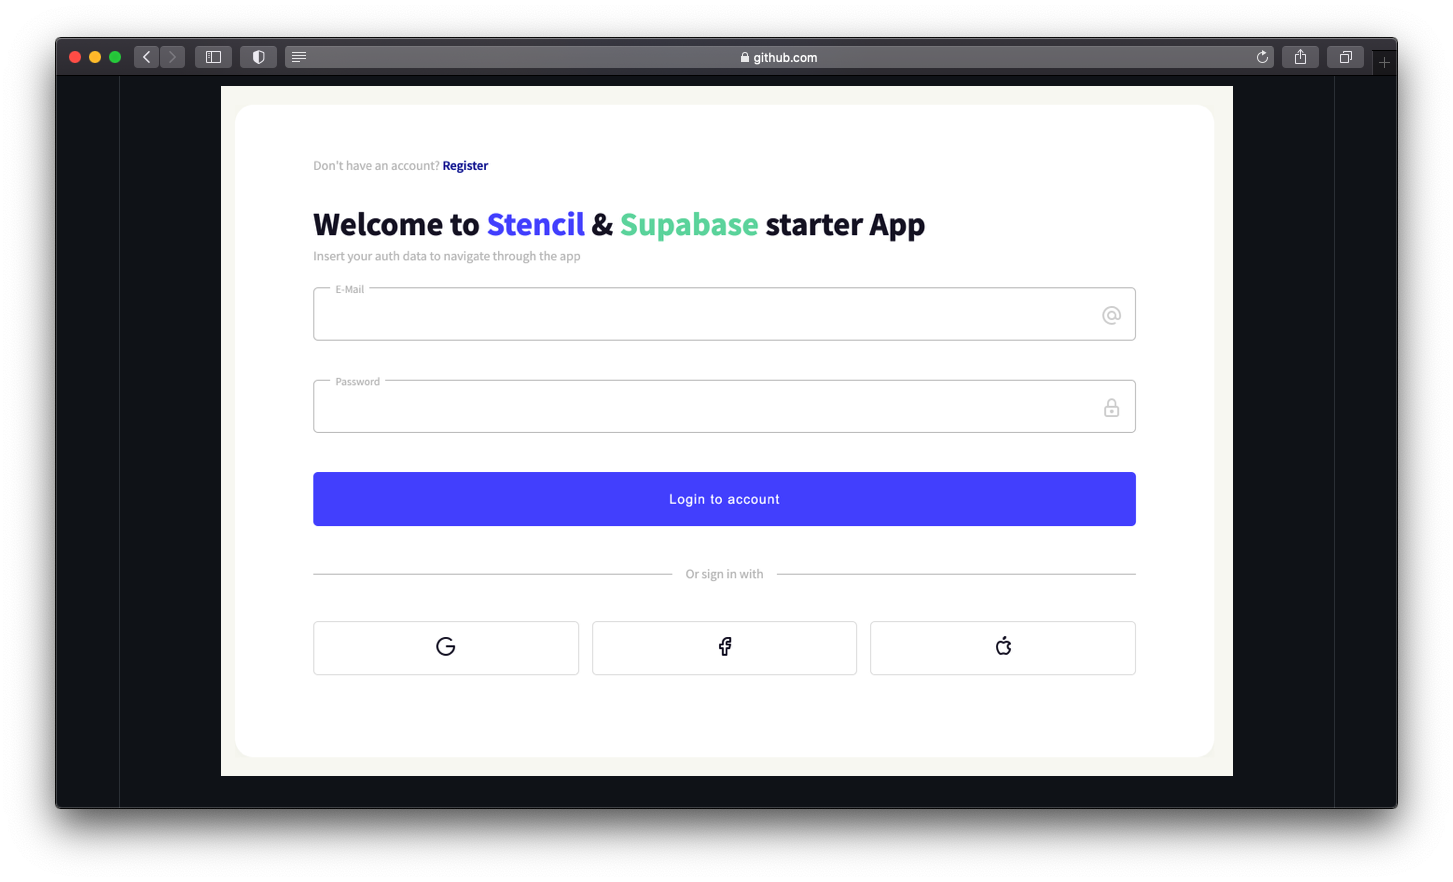 github.com
Don't have an account? Register
Welcome to Stencil & Supabase starter App
Insert your auth data to navigate through the app
E-Mail
Password
Login to account
Or sign in with